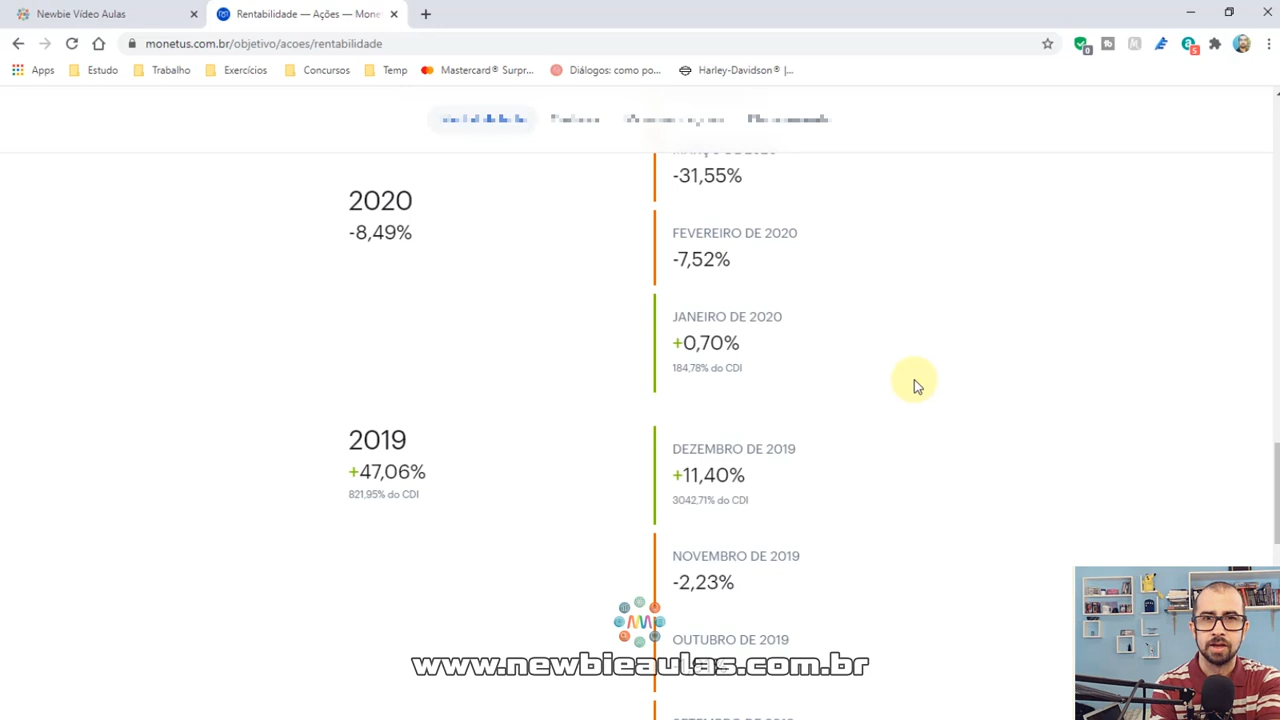 Newbie Vídeo Aulas
Rentabilidade — Ações — Mone
monetus.com.br/objetivo/acoes/rentabilidade
Apps
Estudo
Trabalho
Exercícios
Concursos
Temp
Mastercard® Surpr...
Diálogos: como po...
Harley-Davidson® |...
2020
-8,49%
-31,55%
FEVEREIRO DE 2020
-7,52%
JANEIRO DE 2020
+0,70%
184,78% do CDI
2019
+47,06%
821,95% do CDI
DEZEMBRO DE 2019
+11,40%
3042,71% do CDI
NOVEMBRO DE 2019
-2,23%
OUTUBRO DE 2019
www.newbieaulas.com.br